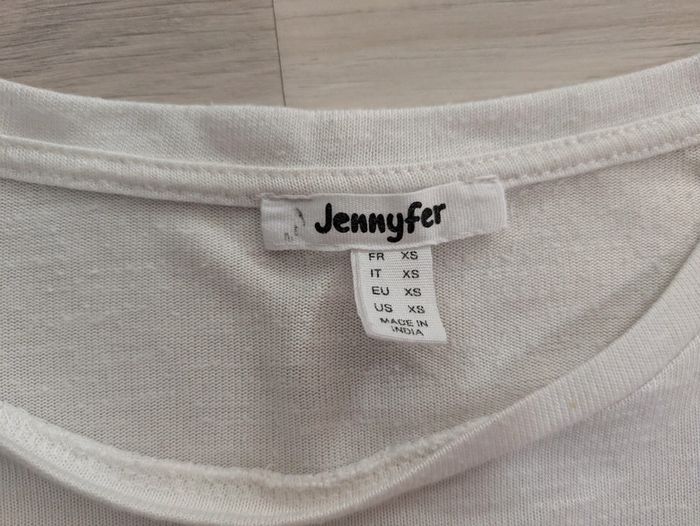 Jennyfer
FR XS
IT XS
EU XS
US XS
MADE IN
INDIA